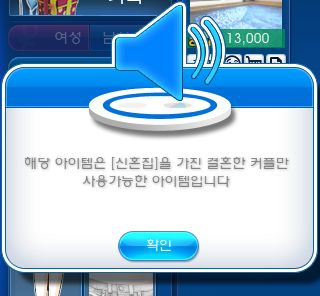 여성
13,000
해당 아이템은 [신혼집]을 가진 결혼한 커플만
사용가능한 아이템입니다
확인